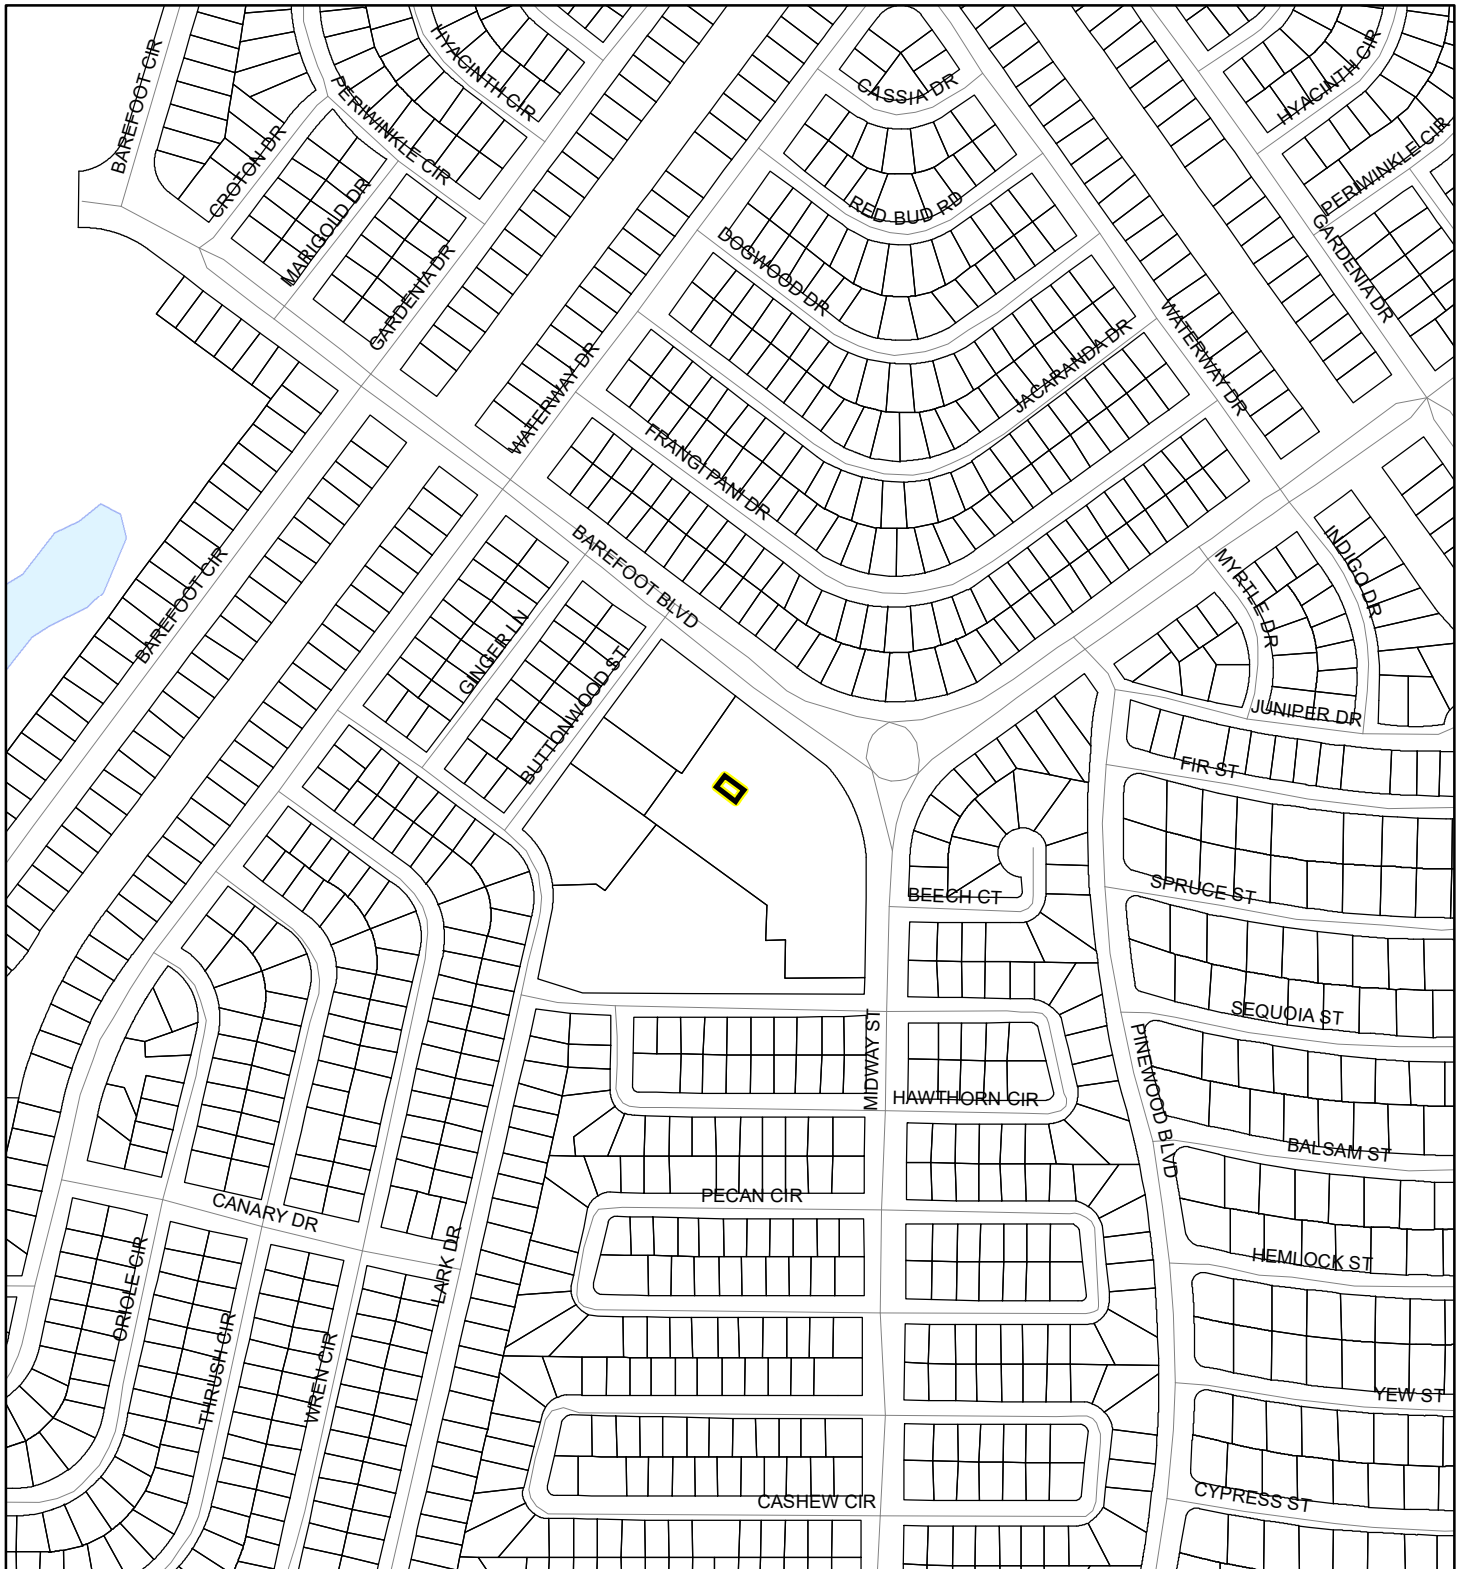 HYACINTH CIR
BAREFOOT CIR
PERIWINKLE CIR
CROTON DR
MARIGOLD DR
GARDENIA DR
CASSIA DR
HYACINTH CIR
PERIWINKLE CIR
GARDENIA DR
RED BUD RD
DOGWOOD DR
JACARANDA DR
WATERWAY DR
WATERWAY DR
FRANGI PANI DR
BAREFOOT BLVD
BAREFOOT CIR
GINGER LN
BUTTONWOOD ST
INDIGO DR
MYRTLE DR
JUNIPER DR
FIR ST
BEECH CT
SPRUCE ST
SEQUOIA ST
MIDWAY ST
PINEWOOD BLVD
HAWTHORN CIR
BALSAM ST
PECAN CIR
CANARY DR
HEMLOCK ST
LARK DR
ORIOLE CIR
THRUSH CIR
WREN CIR
YEW ST
CASHEW CIR
CYPRESS ST